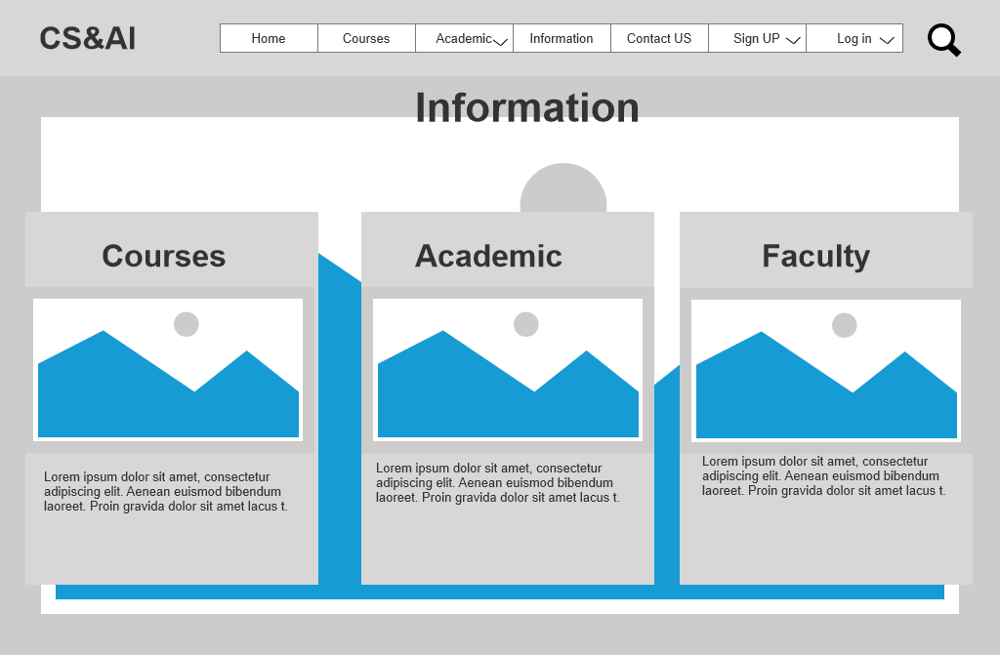 CS&AI
Home Courses Academic Information Contact US Sign UP Log in
Information
Courses Academic Faculty
Lorem ipsum dolor sit amet, consectetur
adipiscing elit. Aenean euismod bibendum
laoreet. Proin gravida dolor sit amet lacus t.
Lorem ipsum dolor sit amet, consectetur
adipiscing elit. Aenean euismod bibendum
laoreet. Proin gravida dolor sit amet lacus t.
Lorem ipsum dolor sit amet, consectetur
adipiscing elit. Aenean euismod bibendum
laoreet. Proin gravida dolor sit amet lacus t.